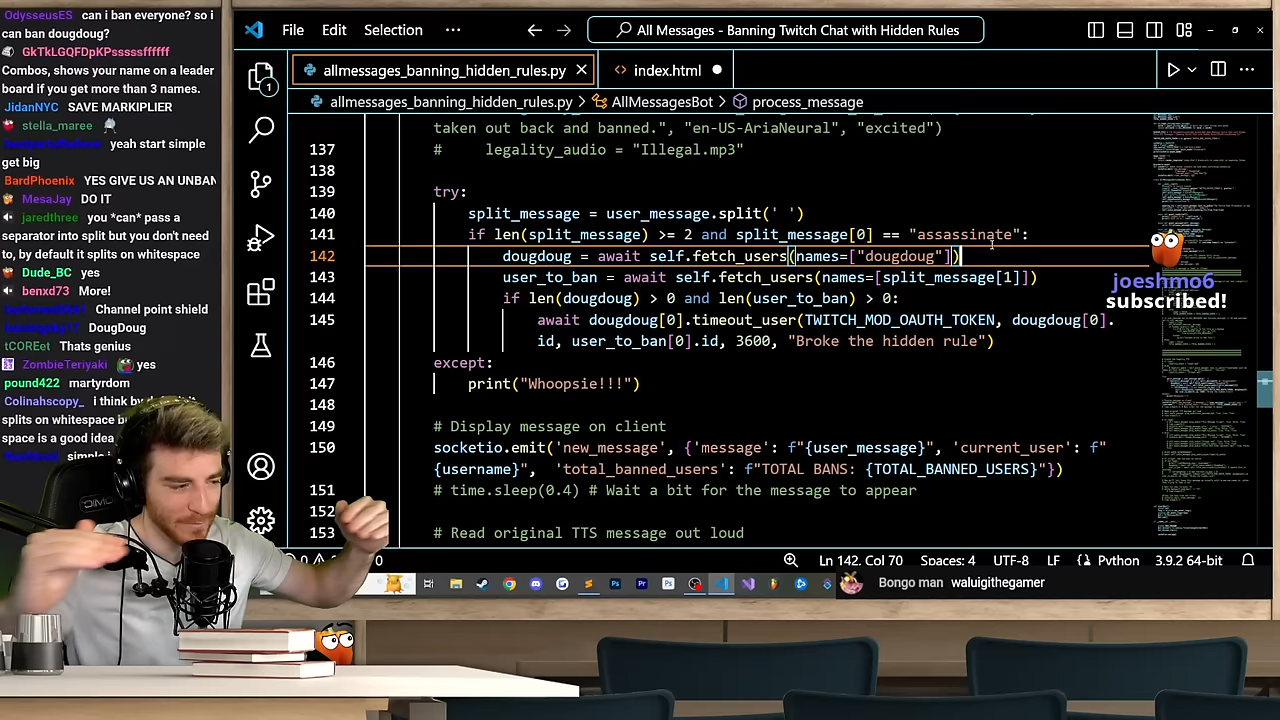 OdysseusES can i ban everyone? so i
can ban dougdoug?
GkTkLGQFDpKPsssssffffff
Combos, shows your name on a leader
board if you get more than 3 names.
JidanNYC SAVE MARKIPLIER
stella_maree
yeah start simple
get big
BardPhoenix YES GIVE US AN UNBAN
MesaJay DO IT
jaredthree you *can* pass a
separator into split but you don't need
to, by default it splits on whitespace
Dude_BC yes
benxd73 More!
Channel point shield
DougDoug
tCOREet Thats genius
ZombieTeriyaki yes
pound422 martyrdom
Colinahscopy_ i think by
splits on whitespace
space is a good idea
File Edit Selection ···
All Messages - Banning Twitch Chat with Hidden Rules
allmessages_banning_hidden_rules.py
index.html
allmessages_banning_hidden_rules.py > AllMessagesBot > process_message
taken out back and banned.", "en-US-AriaNeural", "excited")
137 # legality_audio = "Illegal.mp3"
138
139 try:
140 split_message = user_message.split(' ')
141 if len(split_message) >= 2 and split_message[0] == "assassinate":
142 dougdoug = await self.fetch_users(names=["dougdoug"])
143 user_to_ban = await self.fetch_users(names=[split_message[1]])
144 if len(dougdoug) > 0 and len(user_to_ban) > 0:
145 await dougdoug[0].timeout_user(TWITCH_MOD_OAUTH_TOKEN, dougdoug[0].
id, user_to_ban[0].id, 3600, "Broke the hidden rule")
146 except:
147 print("Whoopsie!!!")
148
149 # Display message on client
150 socketio.emit('new_message', {'message': f"{user_message}", 'current_user': f"
{username}", 'total_banned_users': f"TOTAL BANS: {TOTAL_BANNED_USERS}"})
151 # time.sleep(0.4) # Wait a bit for the message to appear
152
153 # Read original TTS message out loud
joeshmo6
subscribed!
1
0
Ln 142, Col 70 Spaces: 4 UTF-8 LF {} Python 3.9.2 64-bit
Bongo man waluigithegamer